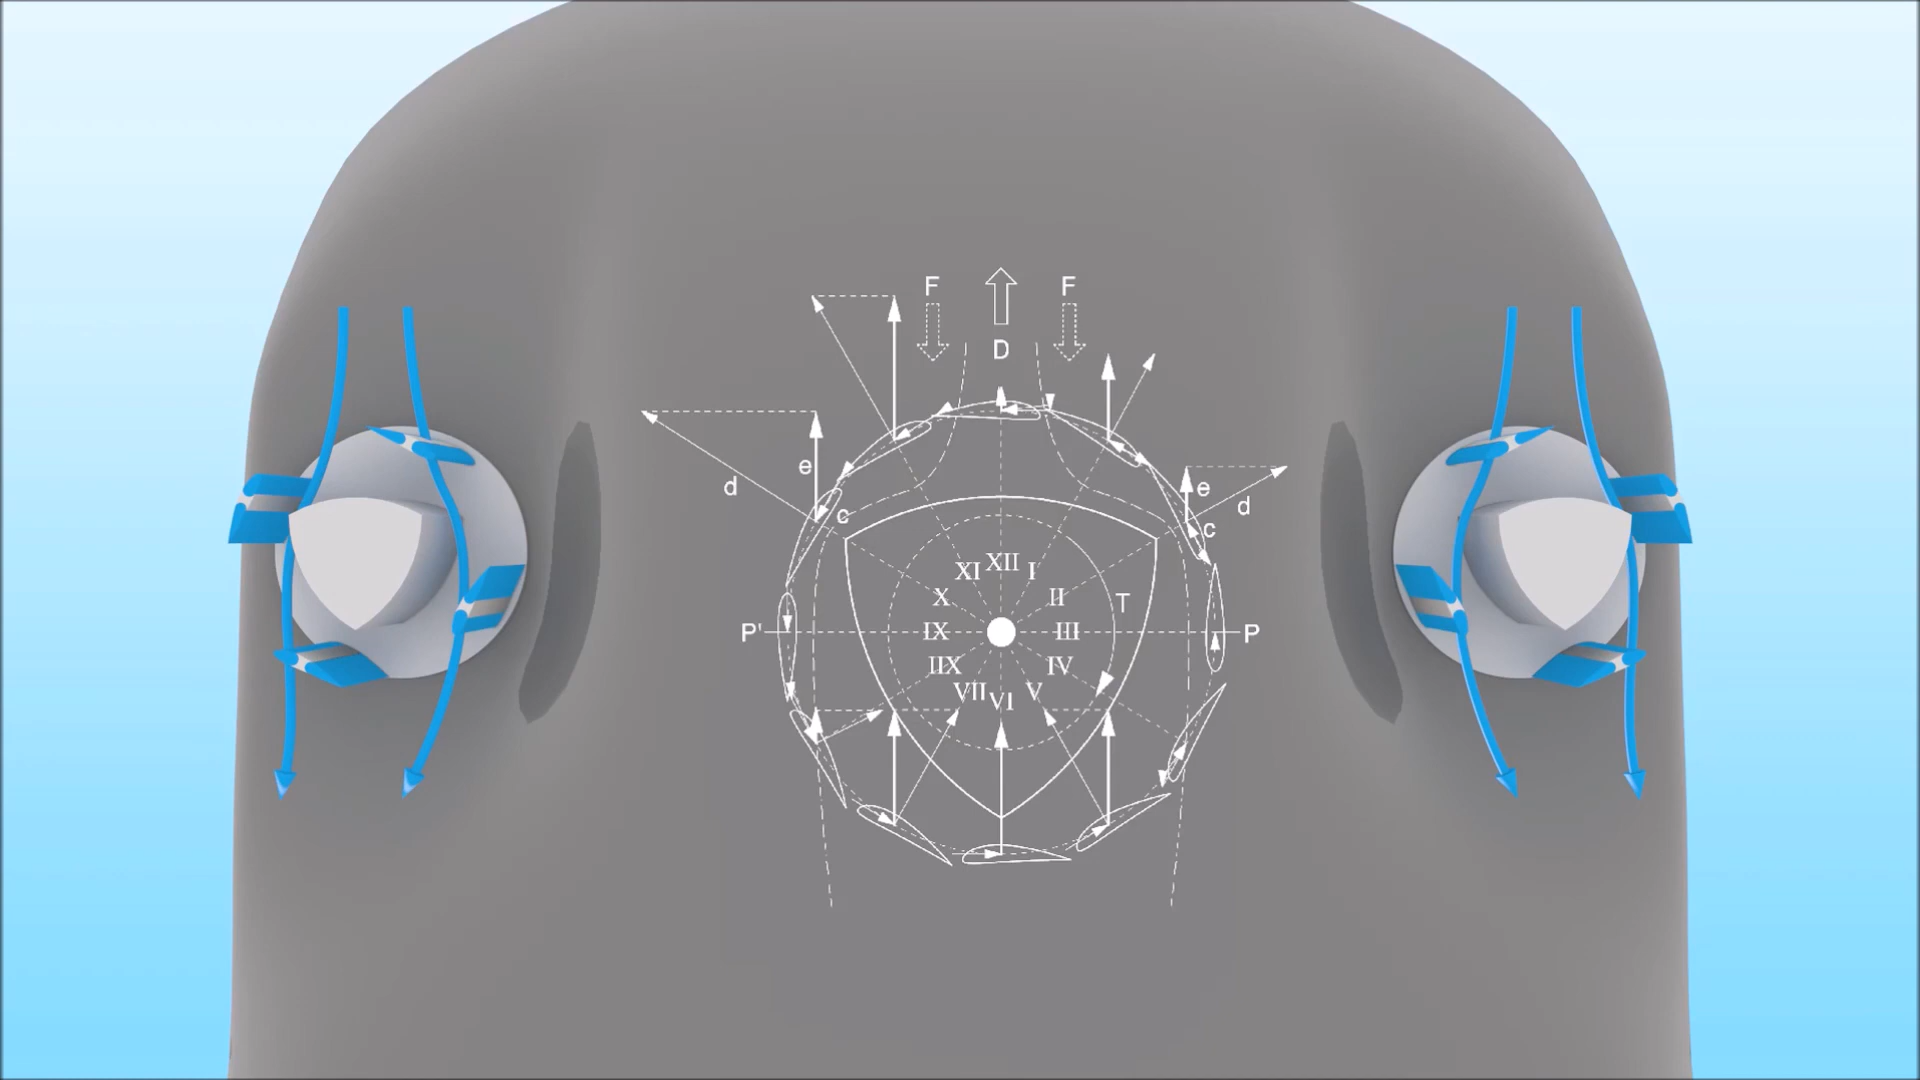 F F
D
e
d
e
d
c
c
XI XII I
X II
T
P' IX III P
IIX IV
VII VI V